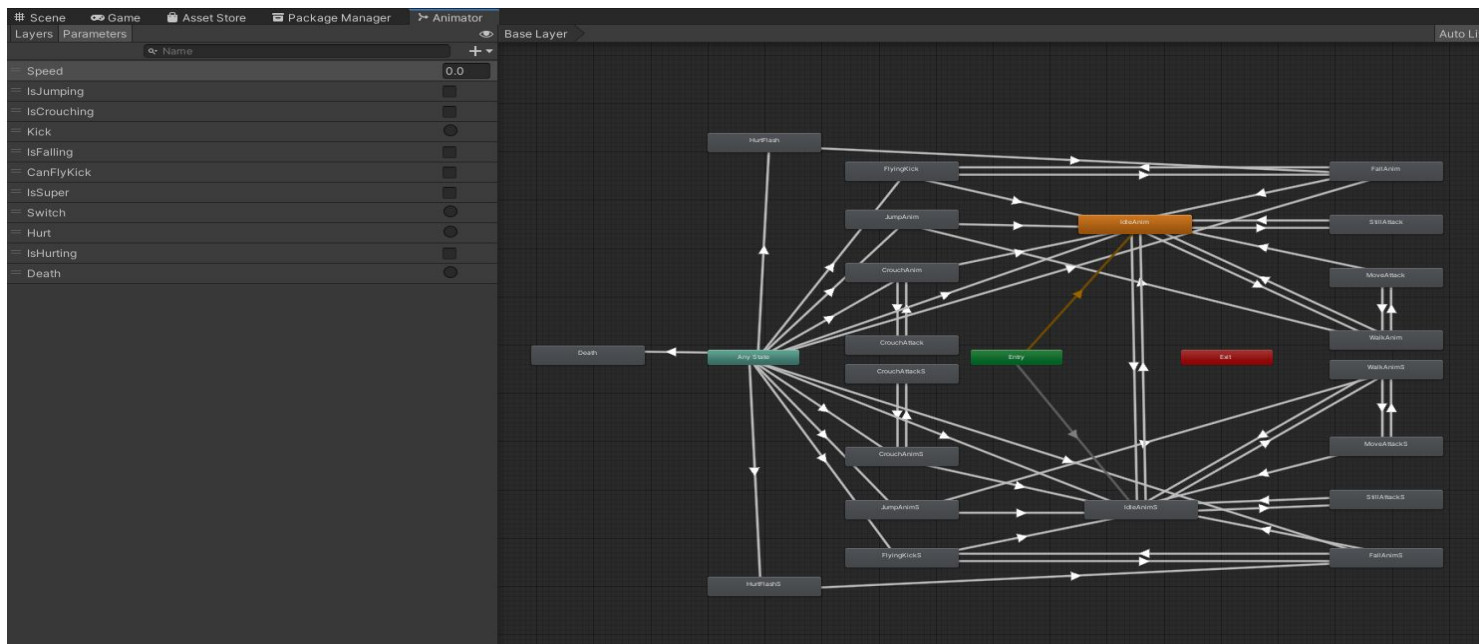 Scene Game Asset Store Package Manager Animator
Layers Parameters Base Layer Auto Li
Name
Speed 0.0
IsJumping
IsCrouching
Kick
IsFalling
CanFlyKick
IsSuper
Switch
Hurt
IsHurting
Death
HurtFlash
FlyingKick FallAnim
JumpAnim IdleAnim StillAttack
CrouchAnim MoveAttack
CrouchAttack WalkAnim
Death Any State Entry Exit
CrouchAttackS WalkAnimS
CrouchAnimS MoveAttackS
JumpAnimS IdleAnimS StillAttackS
FlyingKickS FallAnimS
HurtFlashS